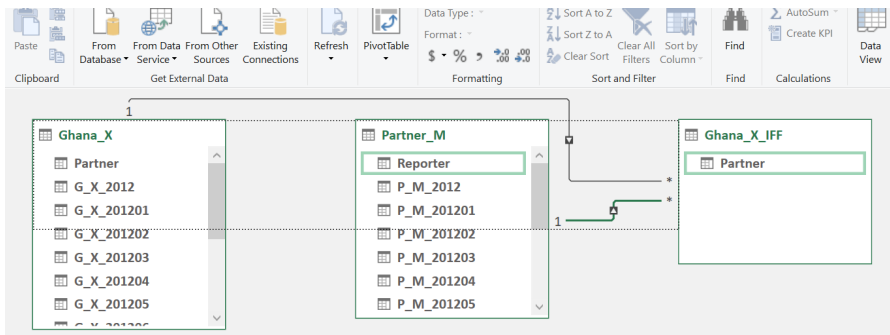 Paste
From Database
From Data Service
From Other Sources
Existing Connections
Refresh
PivotTable
Data Type :
Format :
$ % , .00
Sort A to Z
Sort Z to A
Clear Sort
Clear All Filters
Sort by Column
Find
AutoSum
Create KPI
Data View
Clipboard
Get External Data
Formatting
Sort and Filter
Find
Calculations
1
Ghana_X
Partner
G_X_2012
G_X_201201
G_X_201202
G_X_201203
G_X_201204
G_X_201205
Partner_M
Reporter
P_M_2012
P_M_201201
P_M_201202
P_M_201203
P_M_201204
P_M_201205
1
*
*
Ghana_X_IFF
Partner